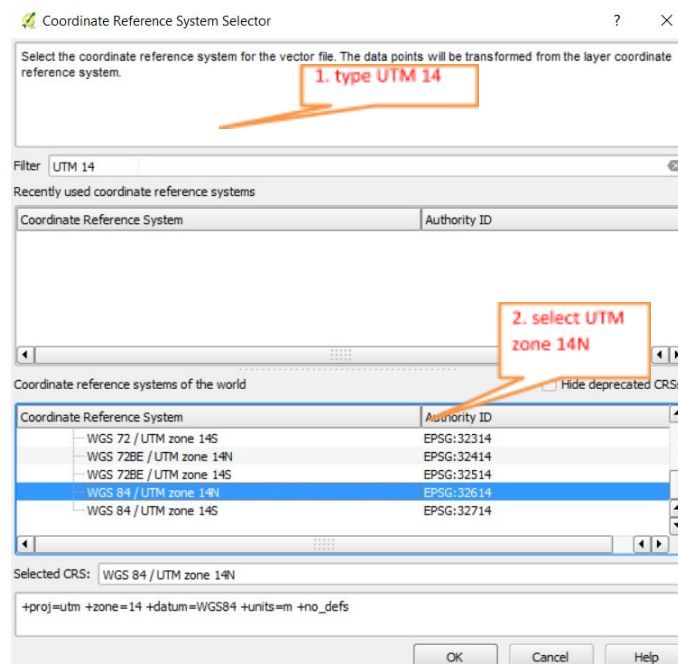 Coordinate Reference System Selector
Select the coordinate reference system for the vector file. The data points will be transformed from the layer coordinate
reference system.
1. type UTM 14
Filter UTM 14
Recently used coordinate reference systems
Coordinate Reference System Authority ID
2. select UTM
zone 14N
Coordinate reference systems of the world Hide deprecated CRSs
Coordinate Reference System Authority ID
WGS 72 / UTM zone 14S EPSG:32314
WGS 72BE / UTM zone 14N EPSG:32414
WGS 72BE / UTM zone 14S EPSG:32514
WGS 84 / UTM zone 14N EPSG:32614
WGS 84 / UTM zone 14S EPSG:32714
Selected CRS: WGS 84 / UTM zone 14N
+proj=utm +zone=14 +datum=WGS84 +units=m +no_defs
OK Cancel Help